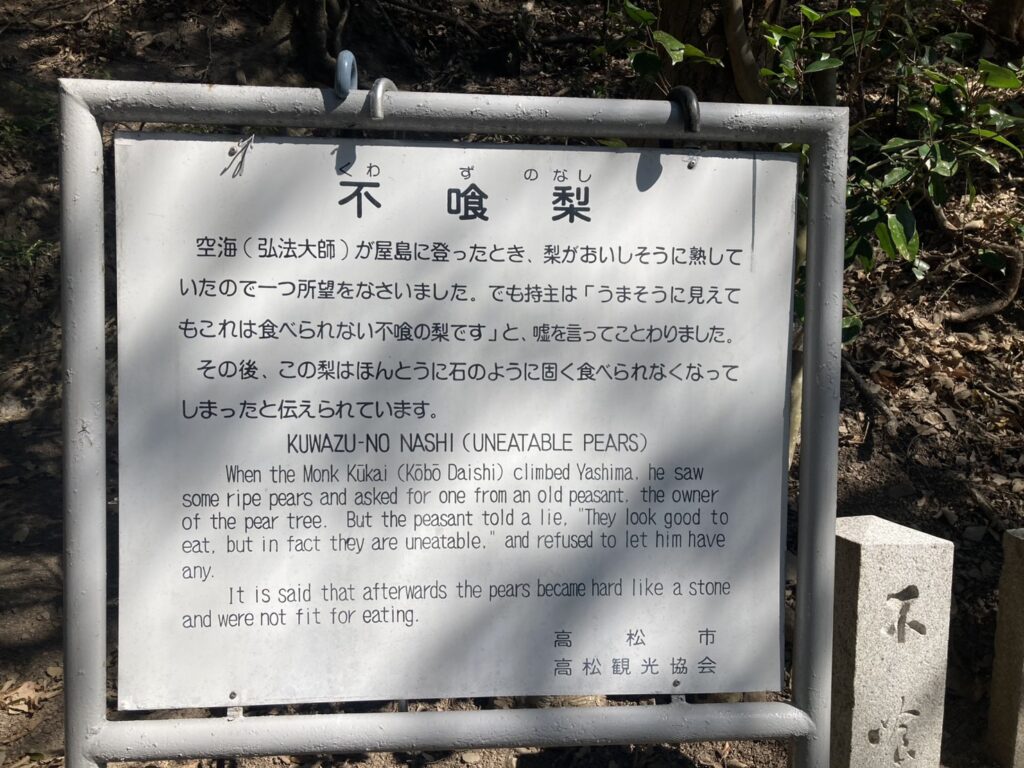 くわ ず のなし
不喰梨
空海(弘法大師)が屋島に登ったとき、梨がおいしそうに熟して
いたので一つ所望をなさいました。でも持主は「うまそうに見えて
もこれは食べられない不喰の梨です」と、嘘を言ってことわりました。
その後、この梨はほんとうに石のように固く食べられなくなって
しまったと伝えられています。
KUWAZU-NO NASHI (UNEATABLE PEARS)
When the Monk Kūkai (Kōbō Daishi) climbed Yashima, he saw
some ripe pears and asked for one from an old peasant, the owner
of the pear tree. But the peasant told a lie, "They look good to
eat, but in fact they are uneatable," and refused to let him have
any.
It is said that afterwards the pears became hard like a stone
and were not fit for eating.
高松市
高松観光協会
不喰